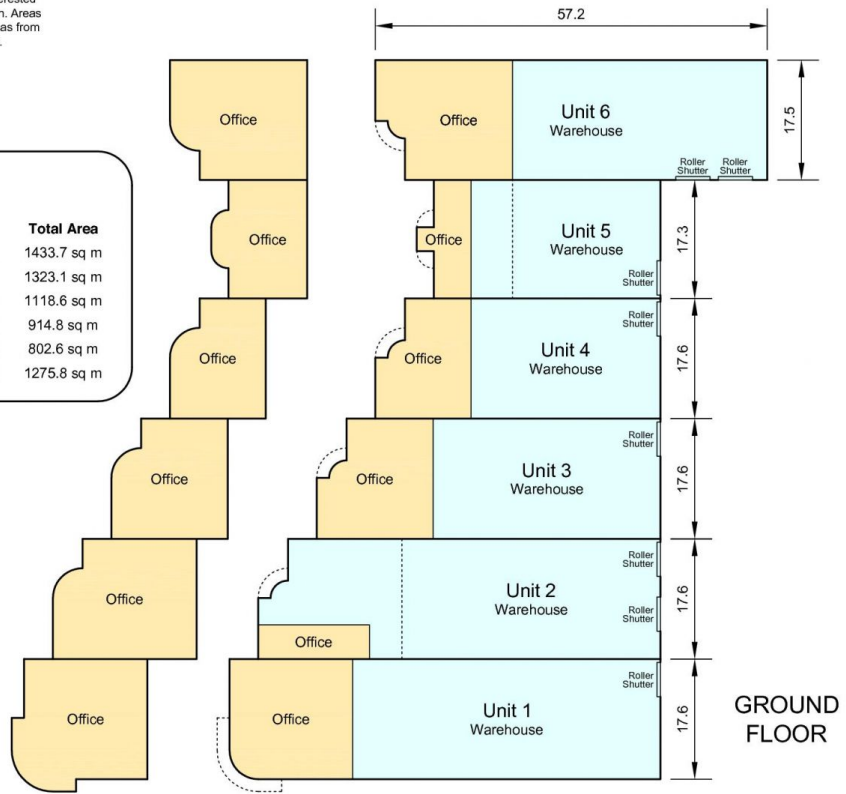 n. Areas
as from
57.2
Total Area
1433.7 sq m
1323.1 sq m
1118.6 sq m
914.8 sq m
802.6 sq m
1275.8 sq m
Office
Office
Unit 6
Warehouse
Roller
Shutter
Roller
Shutter
17.5
Office
Office
Unit 5
Warehouse
Roller
Shutter
17.3
Office
Office
Unit 4
Warehouse
Roller
Shutter
17.6
Office
Office
Unit 3
Warehouse
Roller
Shutter
17.6
Office
Office
Unit 2
Warehouse
Roller
Shutter
Roller
Shutter
17.6
Office
Office
Unit 1
Warehouse
Roller
Shutter
17.6
GROUND
FLOOR